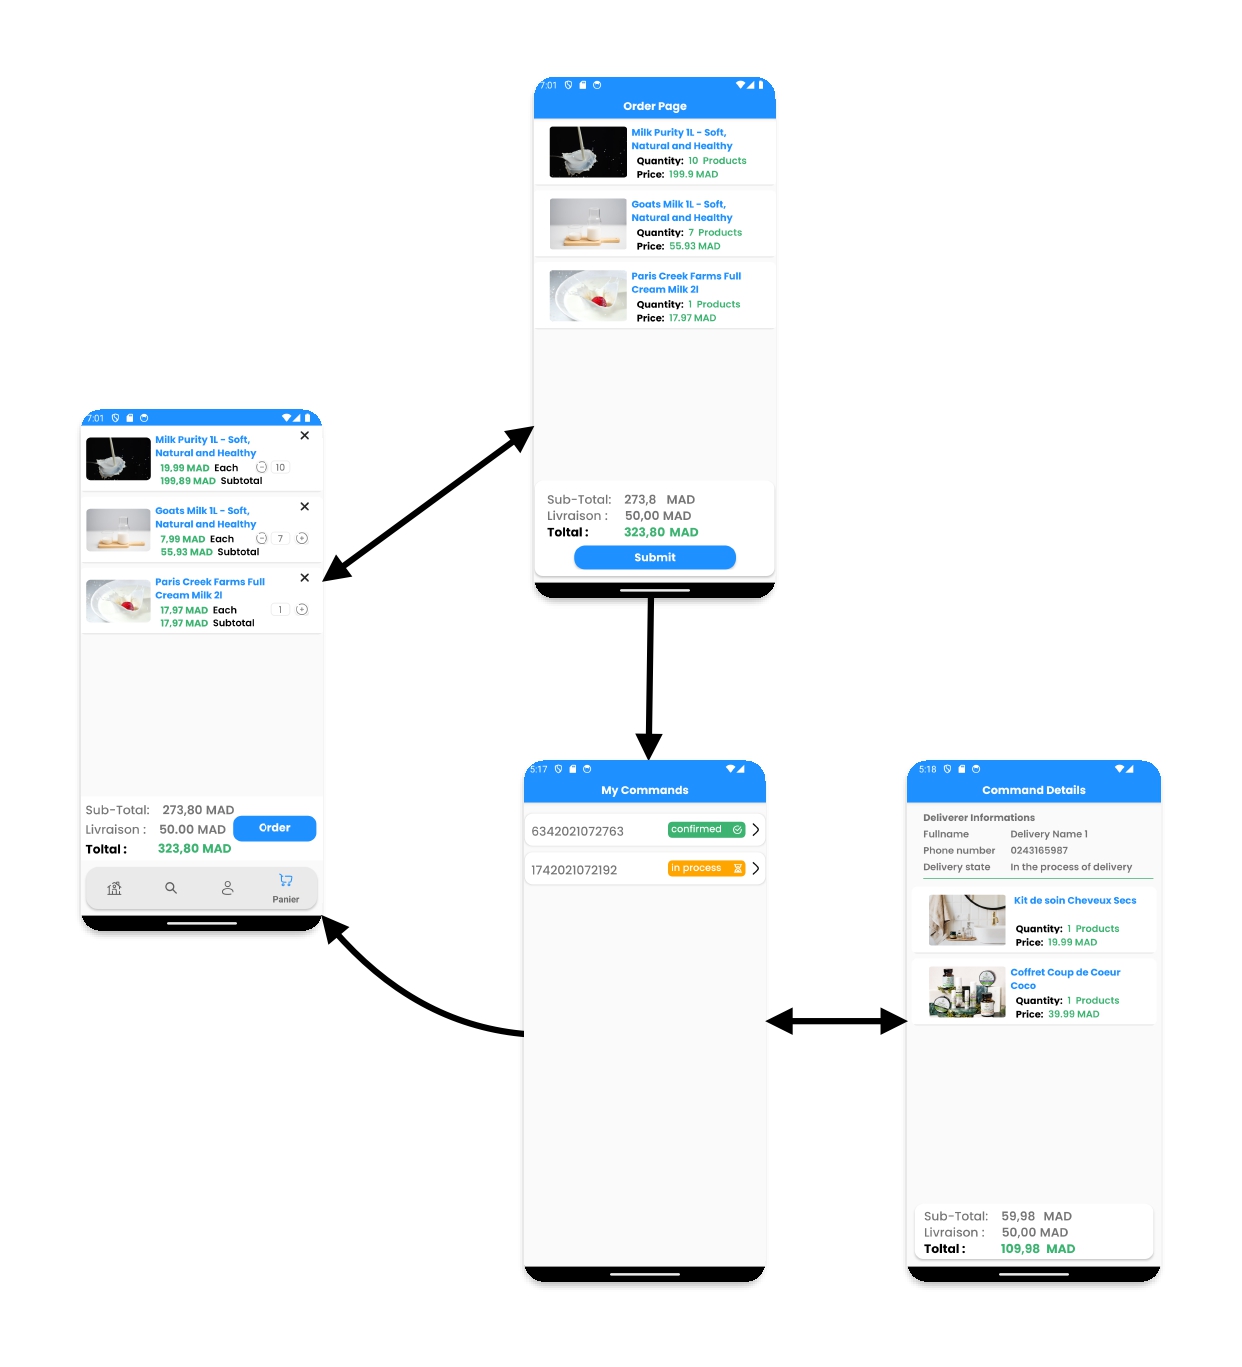 7:01
Order Page
Milk Purity 1L - Soft,
Natural and Healthy
Quantity: 10 Products
Price: 199.9 MAD
Goats Milk 1L - Soft,
Natural and Healthy
Quantity: 7 Products
Price: 55.93 MAD
Paris Creek Farms Full
Cream Milk 2l
Quantity: 1 Products
Price: 17.97 MAD
Sub-Total: 273,8 MAD
Livraison : 50,00 MAD
Toltal : 323,80 MAD
Submit
7:01
Milk Purity 1L - Soft,
Natural and Healthy
19,99 MAD Each 10
199,89 MAD Subtotal
Goats Milk 1L - Soft,
Natural and Healthy
7,99 MAD Each 7
55,93 MAD Subtotal
Paris Creek Farms Full
Cream Milk 2l
17,97 MAD Each 1
17,97 MAD Subtotal
Sub-Total: 273,80 MAD
Livraison : 50.00 MAD
Order
Toltal : 323,80 MAD
Panier
5:17
My Commands
6342021072763 confirmed
1742021072192 in process
5:18
Command Details
Deliverer Informations
Fullname Delivery Name 1
Phone number 0243165987
Delivery state In the process of delivery
Kit de soin Cheveux Secs
Quantity: 1 Products
Price: 19.99 MAD
Coffret Coup de Coeur
Coco
Quantity: 1 Products
Price: 39.99 MAD
Sub-Total: 59,98 MAD
Livraison : 50,00 MAD
Toltal : 109,98 MAD